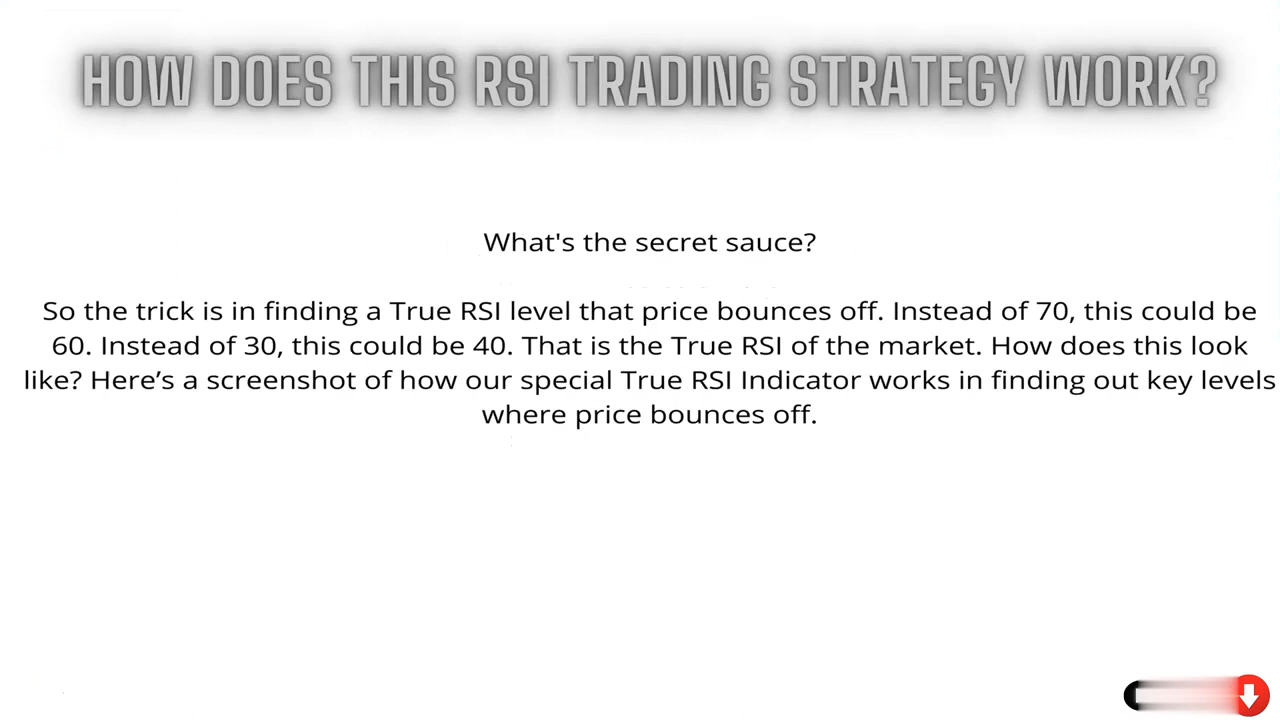 HOW DOES THIS RSI TRADING STRATEGY WORK?
What's the secret sauce?
So the trick is in finding a True RSI level that price bounces off. Instead of 70, this could be
60. Instead of 30, this could be 40. That is the True RSI of the market. How does this look
like? Here’s a screenshot of how our special True RSI Indicator works in finding out key levels
where price bounces off.